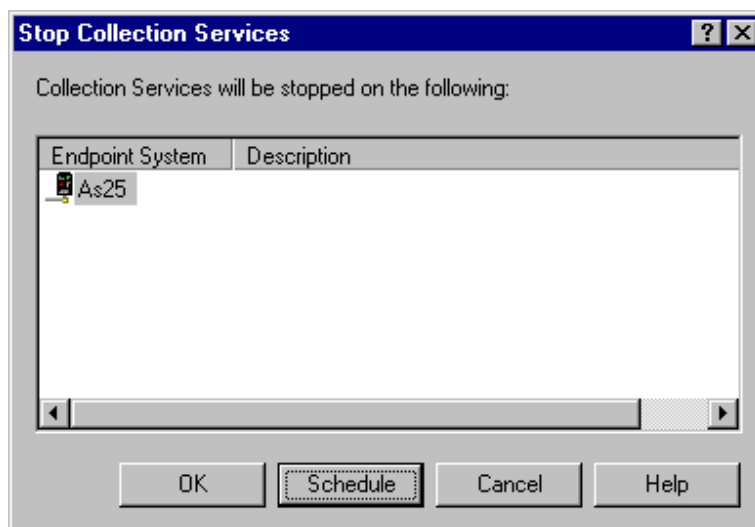 Stop Collection Services
Collection Services will be stopped on the following:
Endpoint System Description
As25
OK Schedule Cancel Help